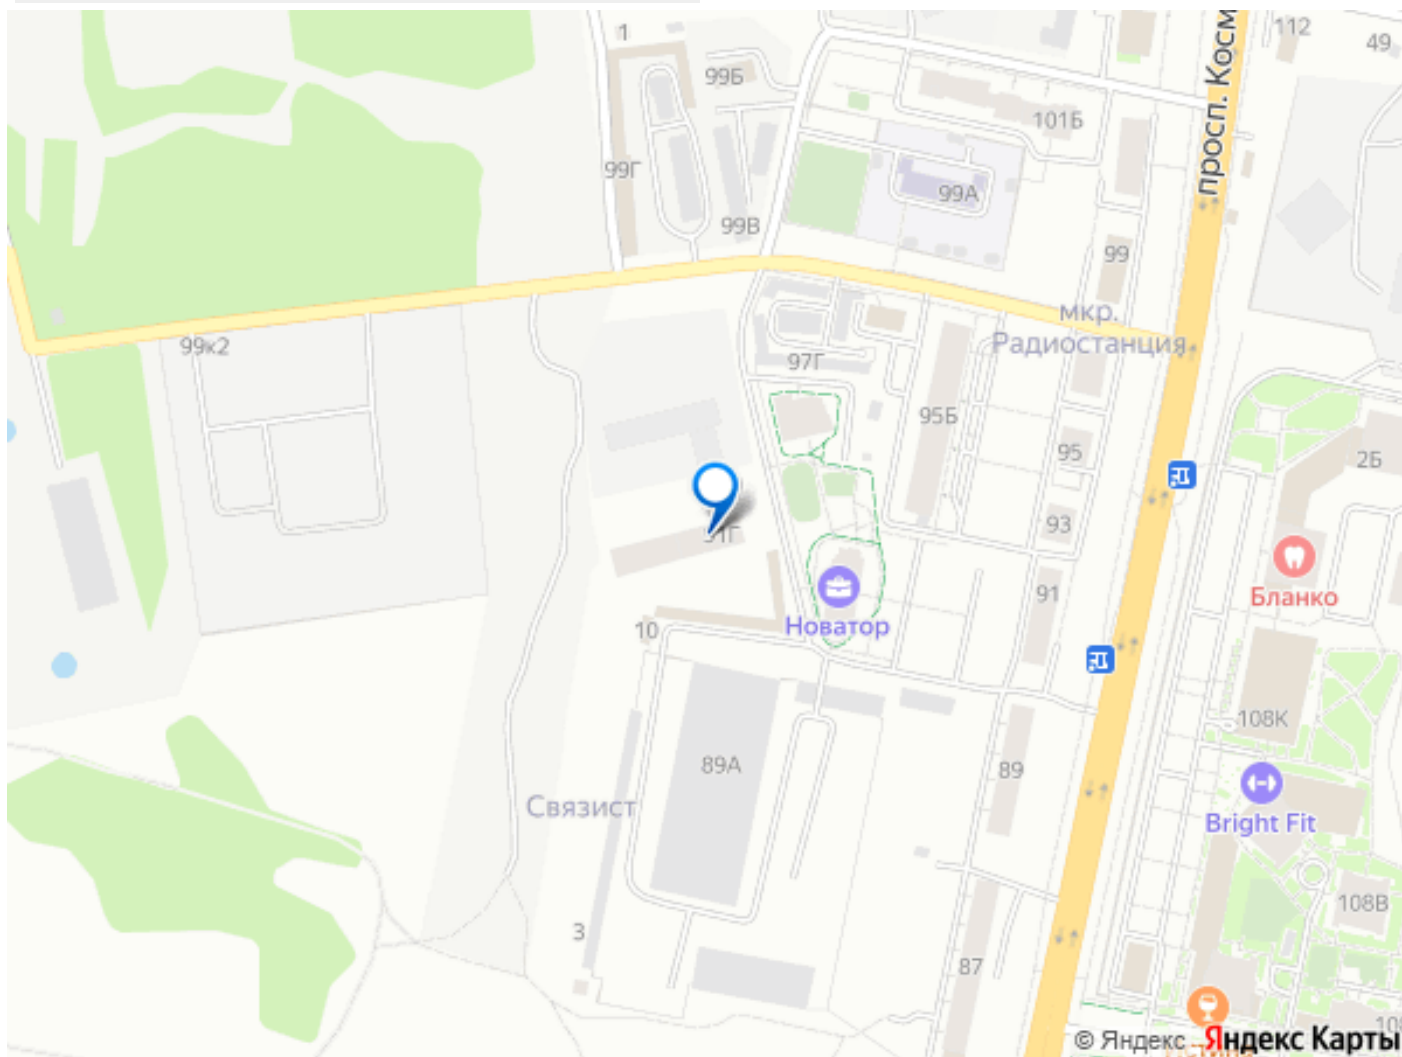 1
112
49
просп. Косм
99Б
101Б
99Г
99А
99В
99
мкр.
Радиостанция
99к2
97Г
95Б
95
2Б
93
91
Бланко
Новатор
10
108К
89А
89
Связист
Bright Fit
108В
3
87
© Яндекс
Яндекс Карты